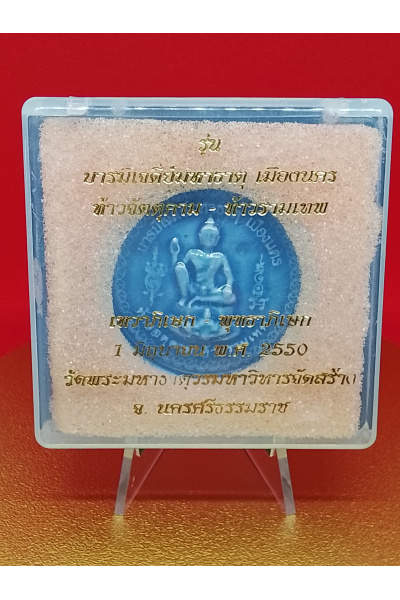 รุ่น
บารมีเจดีย์มหาธาตุ เมืองนคร
ท้าวจัตุคาม - ท้าวรามเทพ
เทวาภิเษก - พุทธาภิเษก
1 มิถุนายน พ.ศ. 2550
วัดพระมหาธาตุวรมหาวิหารจัดสร้าง
จ. นครศรีธรรมราช